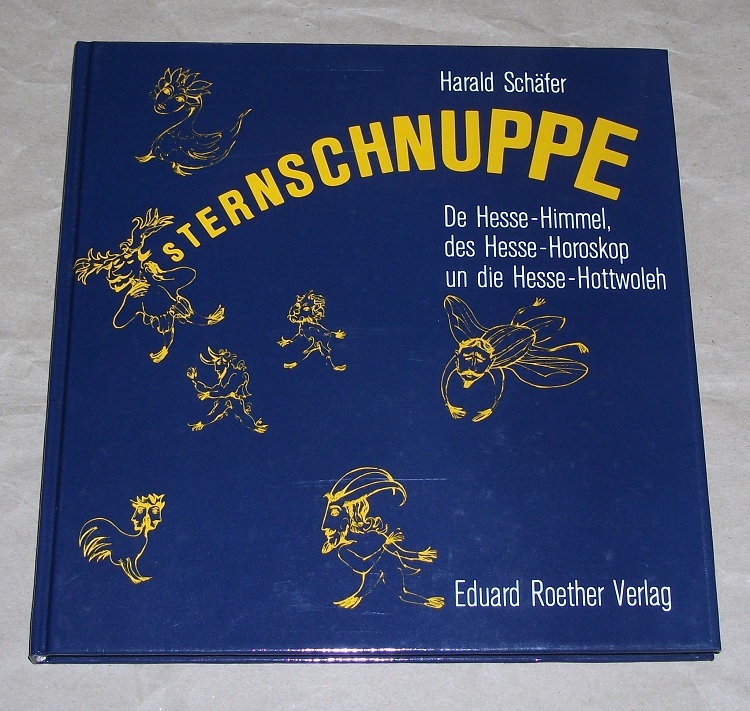 Harald Schäfer
STERNSCHNUPPE
De Hesse-Himmel,
des Hesse-Horoskop
un die Hesse-Hottwoleh
Eduard Roether Verlag